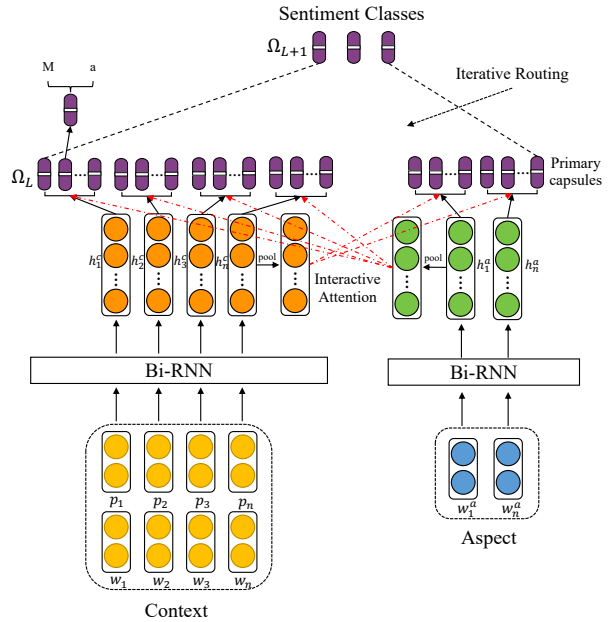 Sentiment Classes
Ω_{L+1}
M a
Iterative Routing
Ω_L
Primary
capsules
h_1^c h_2^c h_3^c h_n^c pool
Interactive
Attention
pool h_1^a h_n^a
Bi-RNN
Bi-RNN
p_1 p_2 p_3 p_n
w_1 w_2 w_3 w_n
Context
w_1^a w_n^a
Aspect